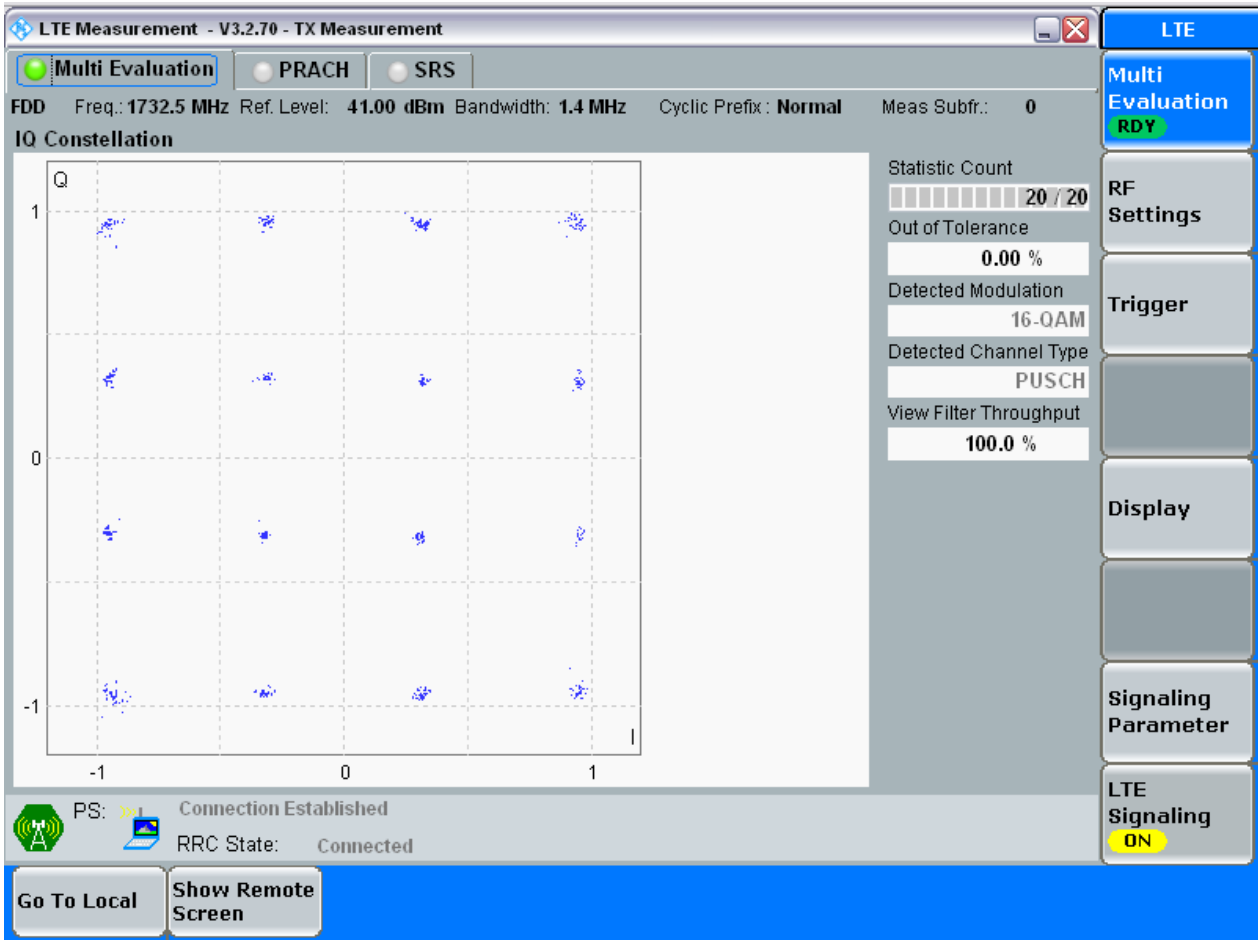 LTE Measurement - V3.2.70 - TX Measurement
LTE
Multi Evaluation PRACH SRS
Multi
Evaluation
RDY
FDD Freq.: 1732.5 MHz Ref. Level: 41.00 dBm Bandwidth: 1.4 MHz Cyclic Prefix : Normal Meas Subfr.: 0
IQ Constellation
Q
1
0
-1
I
-1 0 1
Statistic Count
20 / 20
Out of Tolerance
0.00 %
Detected Modulation
16-QAM
Detected Channel Type
PUSCH
View Filter Throughput
100.0 %
RF
Settings
Trigger
Display
Signaling
Parameter
LTE
Signaling
ON
PS: Connection Established
RRC State: Connected
Go To Local
Show Remote
Screen